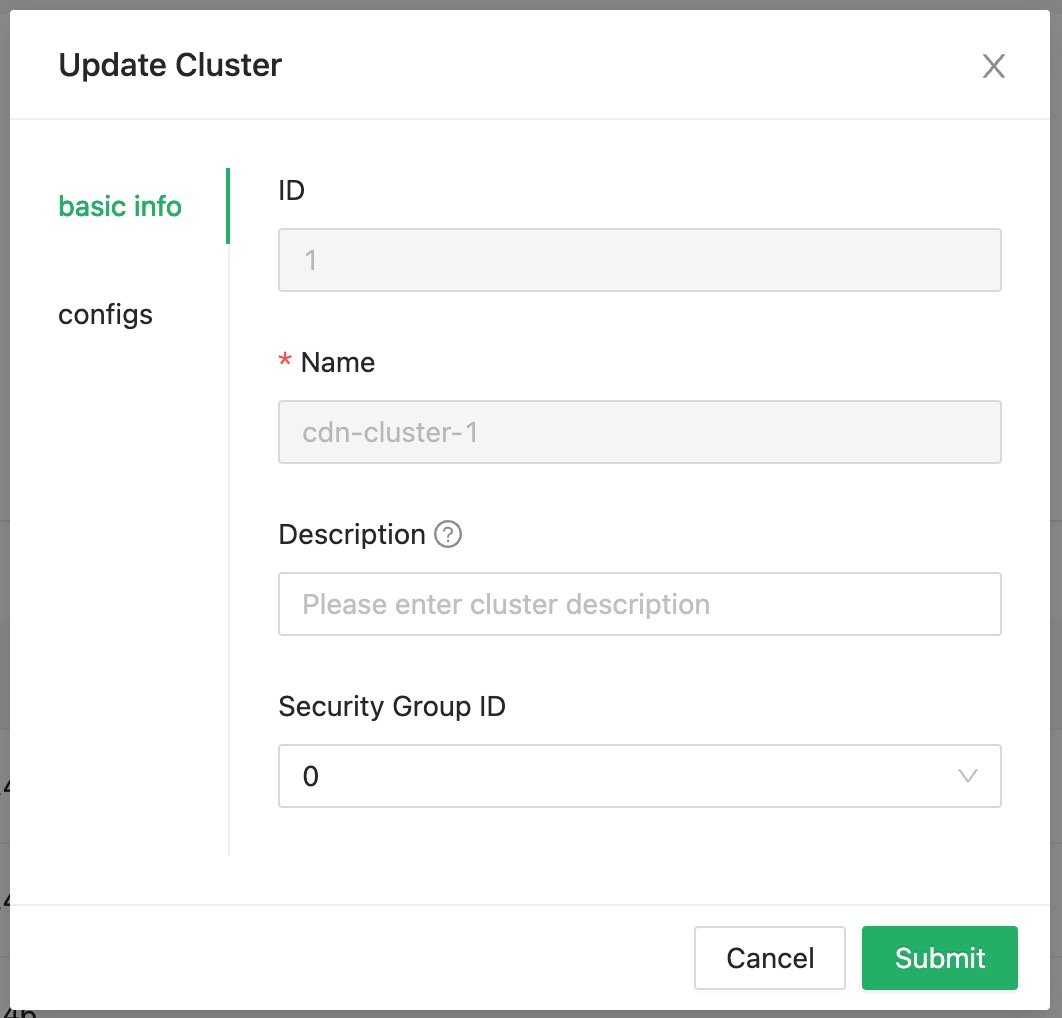 Update Cluster
basic info
configs
ID
1
* Name
cdn-cluster-1
Description ?
Please enter cluster description
Security Group ID
0
Cancel
Submit